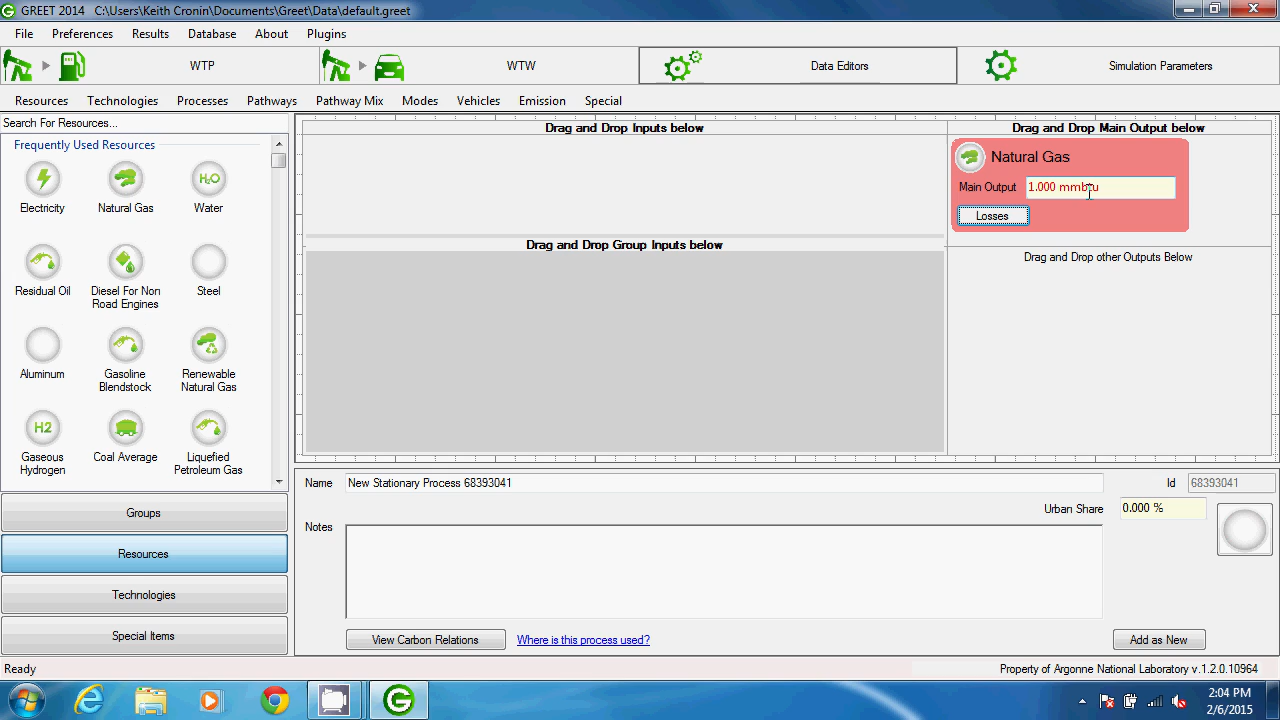 GREET 2014 C:\Users\Keith Cronin\Documents\Greet\Data\default.greet
File Preferences Results Database About Plugins
WTP WTW Data Editors Simulation Parameters
Resources Technologies Processes Pathways Pathway Mix Modes Vehicles Emission Special
Search For Resources...
Frequently Used Resources
Electricity
Natural Gas
H₂O
Water
Residual Oil
Diesel For Non
Road Engines
Steel
Aluminum
Gasoline
Blendstock
Renewable
Natural Gas
H2
Gaseous
Hydrogen
Coal Average
Liquefied
Petroleum Gas
Groups
Resources
Technologies
Special Items
Drag and Drop Inputs below
Drag and Drop Group Inputs below
Drag and Drop Main Output below
Natural Gas
Main Output 1.000 mmbtu
Losses
Drag and Drop other Outputs Below
Name New Stationary Process 68393041 Id 68393041
Urban Share 0.000 %
Notes
View Carbon Relations Where is this process used? Add as New
Ready Property of Argonne National Laboratory v.1.2.0.10964
2:04 PM
2/6/2015